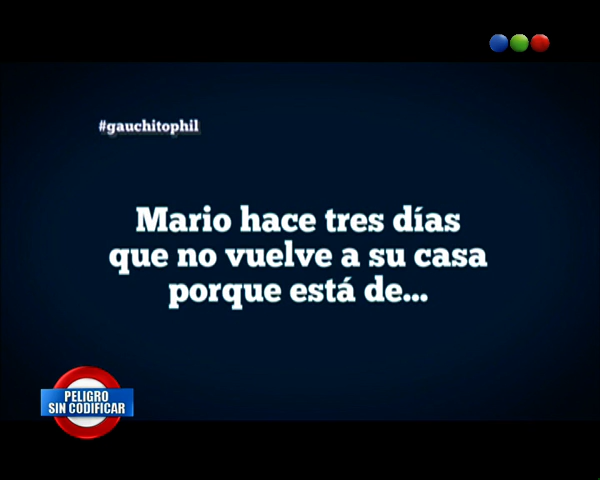 #gauchitophil
Mario hace tres días
que no vuelve a su casa
porque está de...
PELIGRO
SIN CODIFICAR